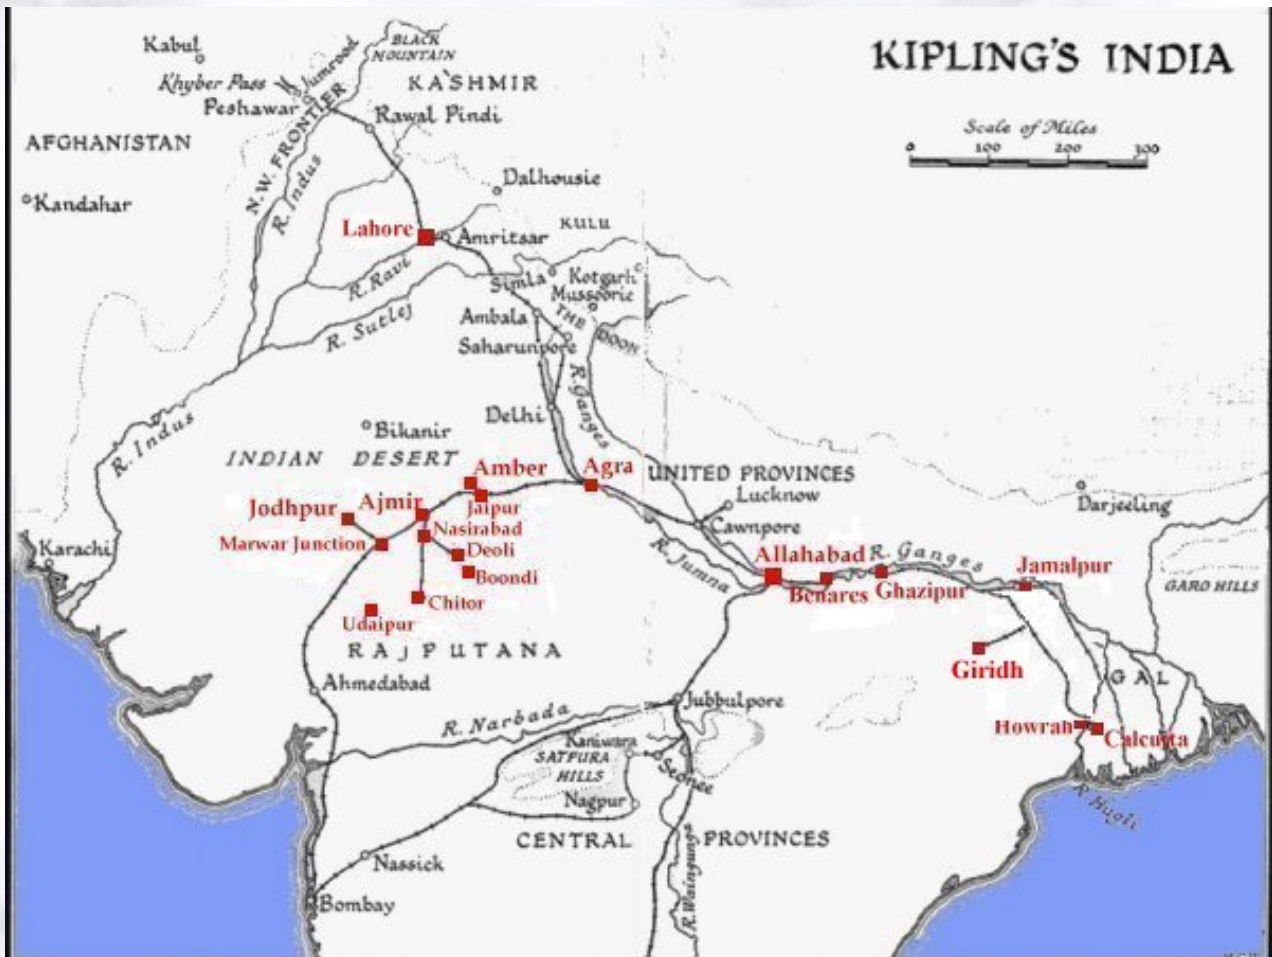 KIPLING'S INDIA
Scale of Miles
0 100 200 300
Kabul
BLACK
MOUNTAIN
Khyber Pass
Jumrood
KASHMIR
Peshawar
Rawal Pindi
AFGHANISTAN
N.W. FRONTIER
R. Indus
Dalhousie
Kandahar
Lahore
Amritsar
KULU
R. Ravi
Simla
Kotgarh
Mussoorie
R. Sutlej
Ambala
THE DOON
Saharunpore
R. Ganges
Delhi
R. Indus
Bikanir
INDIAN DESERT
Amber
Agra
UNITED PROVINCES
Lucknow
Jodhpur
Ajmir
Jaipur
Cawnpore
Darjeeling
Marwar Junction
Nasirabad
Karachi
Deoli
R. Jumna
Allahabad
R. Ganges
Jamalpur
Boondi
Benares
Ghazipur
GARO HILLS
Chitor
Udaipur
RAJPUTANA
Giridh
GAL
Ahmedabad
Jubbulpore
R. Narbada
Howrah
Calcutta
Kaniwara
SATPURA
HILLS
Seonee
Nagpur
R. Hugli
CENTRAL PROVINCES
Nassick
R. Waingunga
Bombay